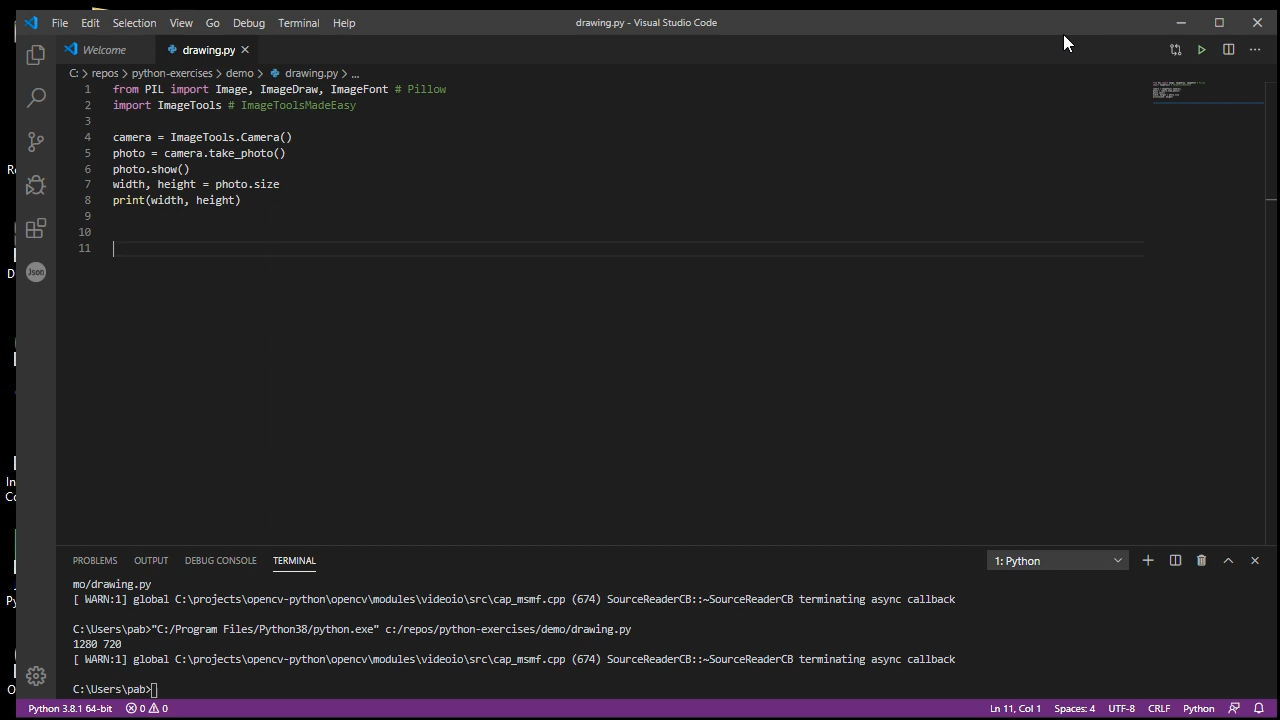 File Edit Selection View Go Debug Terminal Help drawing.py - Visual Studio Code
Welcome drawing.py
C: > repos > python-exercises > demo > drawing.py > ...
1 from PIL import Image, ImageDraw, ImageFont # Pillow
2 import ImageTools # ImageToolsMadeEasy
3
4 camera = ImageTools.Camera()
5 photo = camera.take_photo()
6 photo.show()
7 width, height = photo.size
8 print(width, height)
9
10
11
Json
PROBLEMS OUTPUT DEBUG CONSOLE TERMINAL 1: Python
mo/drawing.py
[ WARN:1] global C:\projects\opencv-python\opencv\modules\videoio\src\cap_msmf.cpp (674) SourceReaderCB::~SourceReaderCB terminating async callback
C:\Users\pab>"C:/Program Files/Python38/python.exe" c:/repos/python-exercises/demo/drawing.py
1280 720
[ WARN:1] global C:\projects\opencv-python\opencv\modules\videoio\src\cap_msmf.cpp (674) SourceReaderCB::~SourceReaderCB terminating async callback
C:\Users\pab>
Python 3.8.1 64-bit 0 0 Ln 11, Col 1 Spaces: 4 UTF-8 CRLF Python